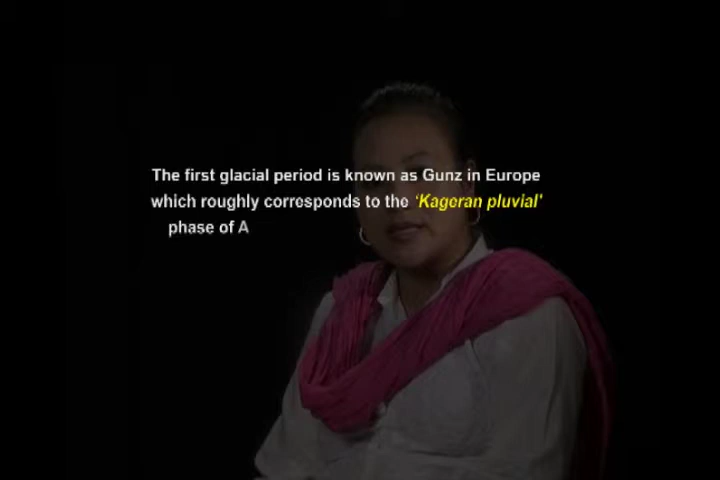 The first glacial period is known as Gunz in Europe
which roughly corresponds to the ‘Kageran pluvial’
phase of A